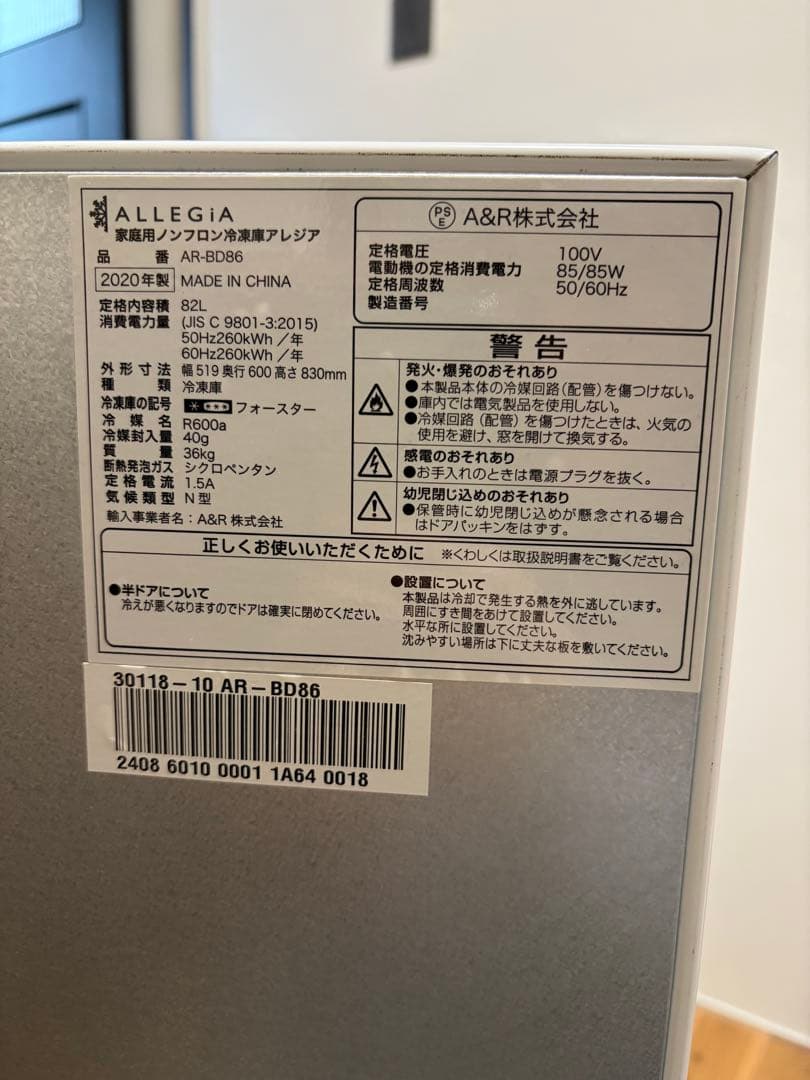 ALLEGiA
家庭用ノンフロン冷凍庫アレジア
品 番 AR-BD86
2020年製 MADE IN CHINA
定格内容積 82L
消費電力量 (JIS C 9801-3:2015)
50Hz260kWh/年
60Hz260kWh/年
外形寸法 幅519 奥行600 高さ830mm
種 類 冷凍庫
冷凍庫の記号 フォースター
冷 媒 名 R600a
冷媒封入量 40g
質 量 36kg
断熱発泡ガス シクロペンタン
定格電流 1.5A
気候類型 N型
輸入事業者名:A&R株式会社
PSE A&R株式会社
定格電圧 100V
電動機の定格消費電力 85/85W
定格周波数 50/60Hz
製造番号
警告
発火・爆発のおそれあり
●本製品本体の冷媒回路(配管)を傷つけない。
●庫内では電気製品を使用しない。
●冷媒回路(配管)を傷つけたときは、火気の
使用を避け、窓を開けて換気する。
感電のおそれあり
●お手入れのときは電源プラグを抜く。
幼児閉じ込めのおそれあり
●保管時に幼児閉じ込めが懸念される場合
はドアパッキンをはずす。
正しくお使いいただくために ※くわしくは取扱説明書をご覧ください。
●半ドアについて
冷えが悪くなりますのでドアは確実に閉めてください。
●設置について
本製品は冷却で発生する熱を外に逃しています。
周囲にすき間をあけて設置してください。
水平な所に設置してください。
沈みやすい場所は下に丈夫な板を敷いてください。
30118-10 AR-BD86
2408 6010 0001 1A64 0018